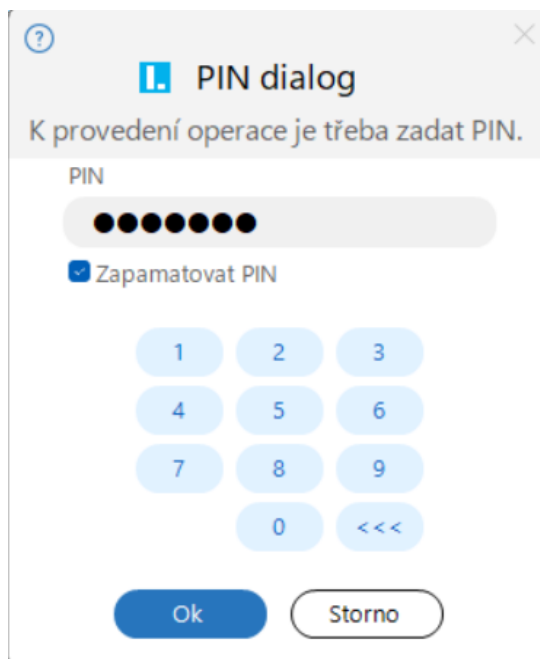 ?
I. PIN dialog
K provedení operace je třeba zadat PIN.
PIN
●●●●●●●
Zapamatovat PIN
1 2 3
4 5 6
7 8 9
0 <<<
Ok Storno